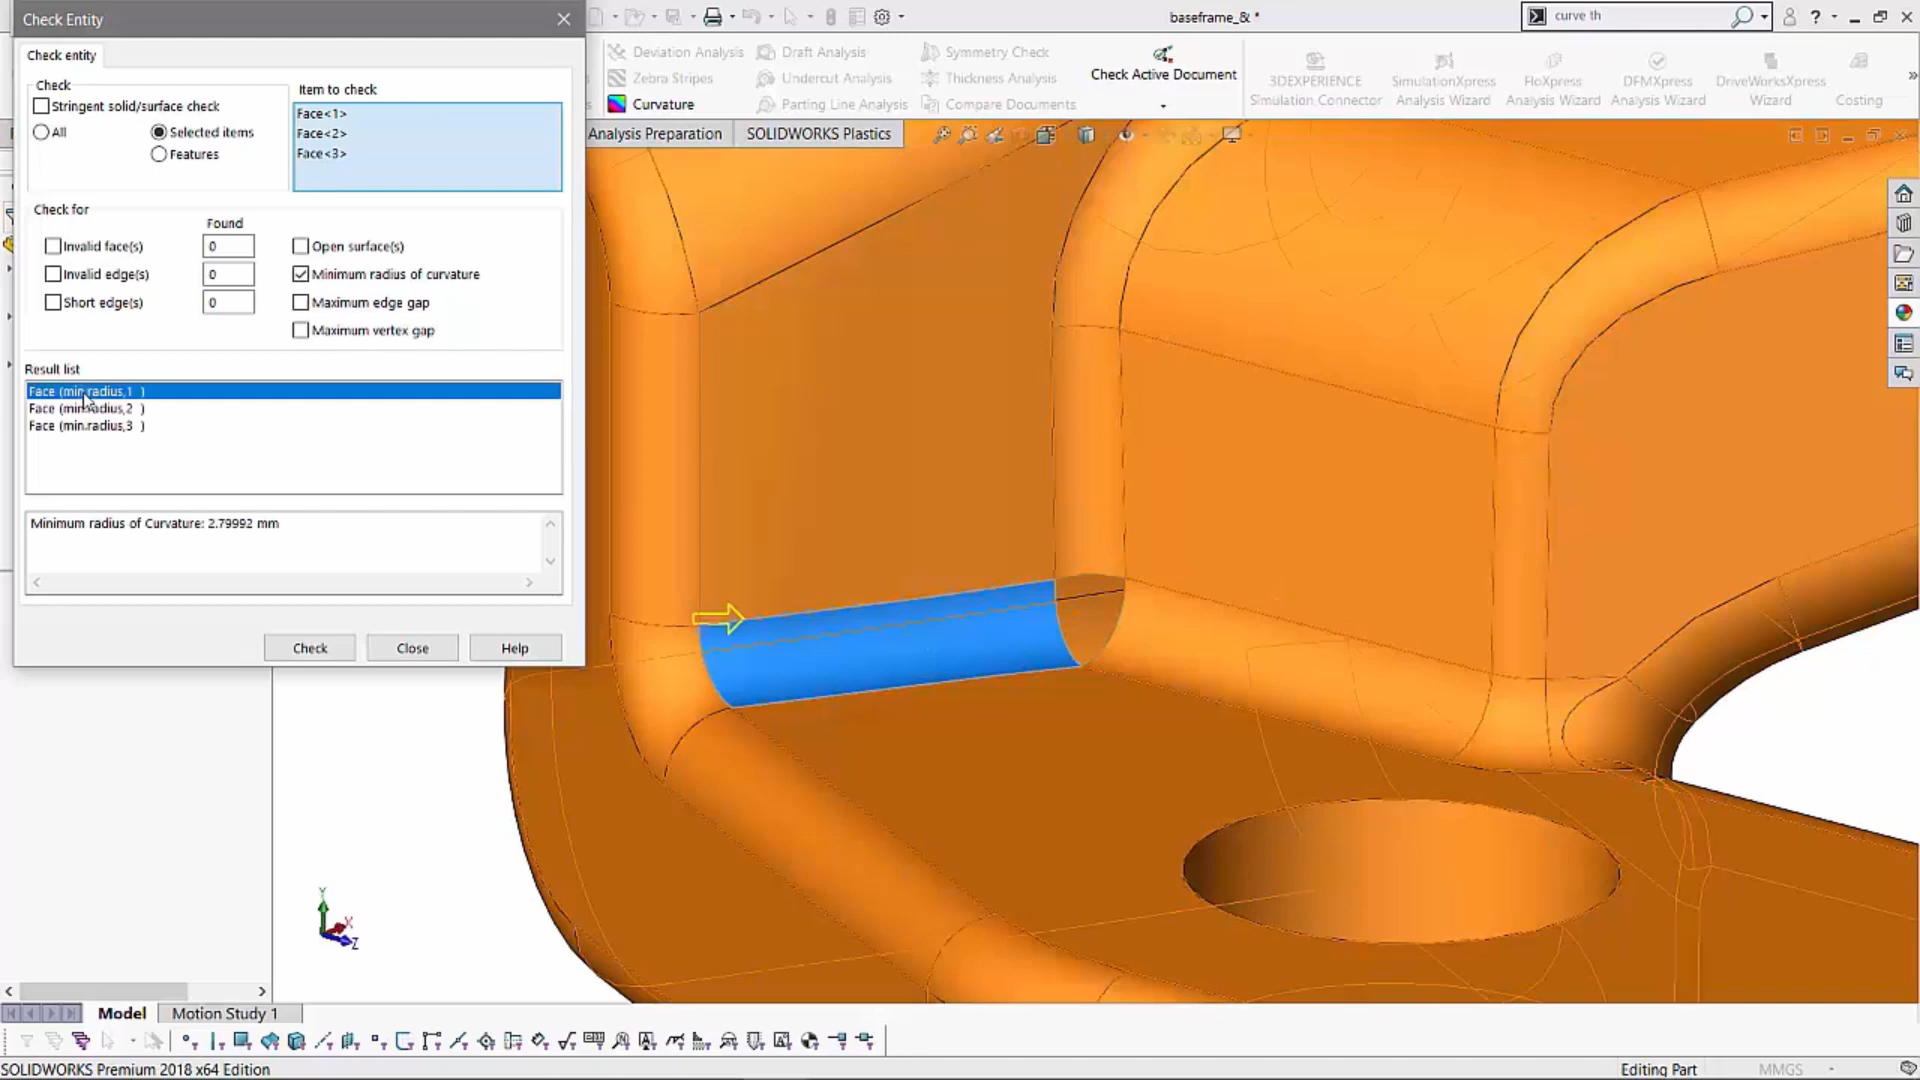 Check Entity
baseframe_& *
curve th
Check entity
Check
Stringent solid/surface check
All
Selected items
Features
Item to check
Face<1>
Face<2>
Face<3>
Deviation Analysis
Draft Analysis
Symmetry Check
Zebra Stripes
Undercut Analysis
Thickness Analysis
Curvature
Parting Line Analysis
Compare Documents
Check Active Document
3DEXPERIENCE
Simulation Connector
SimulationXpress
Analysis Wizard
FloXpress
Analysis Wizard
DFMXpress
Analysis Wizard
DriveWorksXpress
Wizard
Costing
Analysis Preparation
SOLIDWORKS Plastics
Check for
Found
Invalid face(s)
0
Open surface(s)
Invalid edge(s)
0
Minimum radius of curvature
Short edge(s)
0
Maximum edge gap
Maximum vertex gap
Result list
Face (min.radius,1 )
Face (min.radius,2 )
Face (min.radius,3 )
Minimum radius of Curvature: 2.79992 mm
Check
Close
Help
Y
X
Z
Model
Motion Study 1
SOLIDWORKS Premium 2018 x64 Edition
Editing Part
MMGS